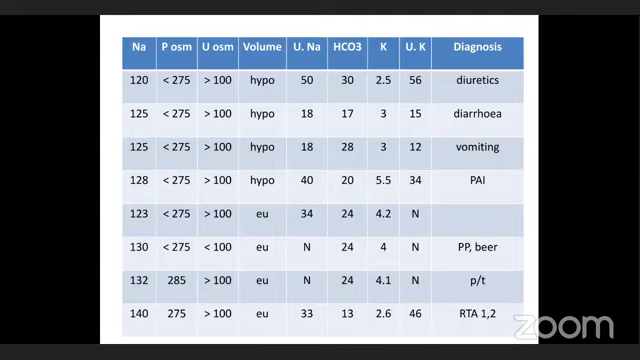 Na P osm U osm Volume U. Na HCO3 K U. K Diagnosis
120 < 275 > 100 hypo 50 30 2.5 56 diuretics
125 < 275 > 100 hypo 18 17 3 15 diarrhoea
125 < 275 > 100 hypo 18 28 3 12 vomiting
128 < 275 > 100 hypo 40 20 5.5 34 PAI
123 < 275 > 100 eu 34 24 4.2 N
130 < 275 < 100 eu N 24 4 N PP, beer
132 285 > 100 eu N 24 4.1 N p/t
140 275 > 100 eu 33 13 2.6 46 RTA 1,2
zoom